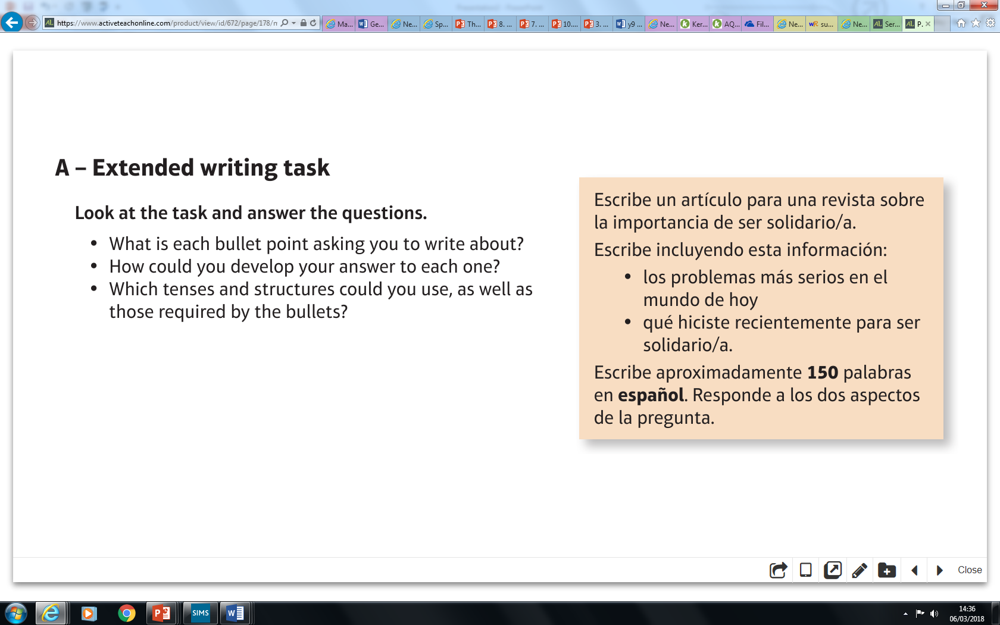 https://www.activeteachonline.com/product/view/id/672/page/178/n
Ma...
Ge...
Ne...
Sp...
Th...
8. ...
7. ...
10....
3. ...
y9 ...
Ne...
Ker...
AQ...
Fil...
Ne...
su...
Ne...
Ser...
P.
A – Extended writing task
Look at the task and answer the questions.
• What is each bullet point asking you to write about?
• How could you develop your answer to each one?
• Which tenses and structures could you use, as well as
those required by the bullets?
Escribe un artículo para una revista sobre
la importancia de ser solidario/a.
Escribe incluyendo esta información:
• los problemas más serios en el
mundo de hoy
• qué hiciste recientemente para ser
solidario/a.
Escribe aproximadamente 150 palabras
en español. Responde a los dos aspectos
de la pregunta.
Close
SIMS
14:36
06/03/2018